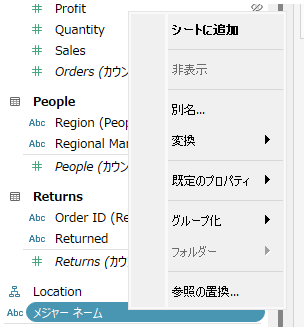 Profit
Quantity
Sales
Orders (カウン
People
Abc Region (Peop
Abc Regional Man
People (カウン
Returns
Abc Order ID (Re
Abc Returned
Returns (カウ
Location
Abc メジャー ネーム
シートに追加
非表示
別名...
変換
既定のプロパティ
グループ化
フォルダー
参照の置換...